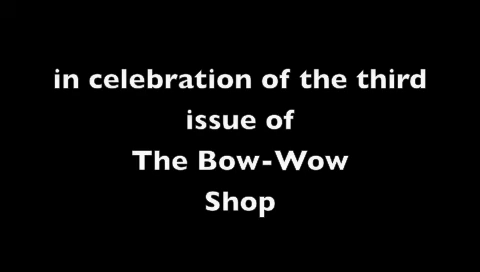 in celebration of the third
issue of
The Bow-Wow
Shop